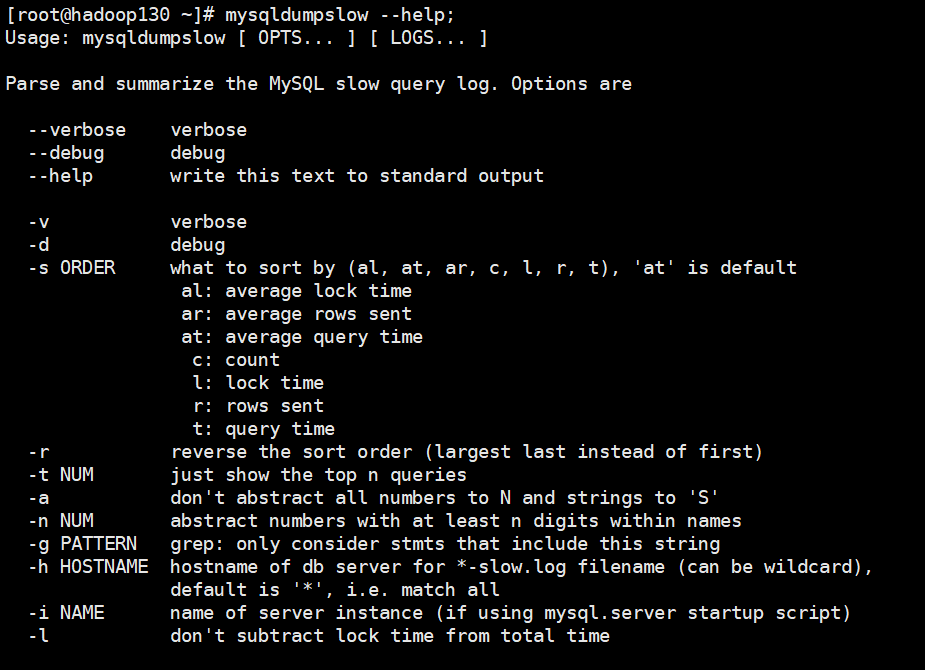 [root@hadoop130 ~]# mysqldumpslow --help;
Usage: mysqldumpslow [ OPTS... ] [ LOGS... ]

Parse and summarize the MySQL slow query log. Options are

  --verbose    verbose
  --debug      debug
  --help       write this text to standard output

  -v           verbose
  -d           debug
  -s ORDER     what to sort by (al, at, ar, c, l, r, t), 'at' is default
                al: average lock time
                ar: average rows sent
                at: average query time
                 c: count
                 l: lock time
                 r: rows sent
                 t: query time
  -r           reverse the sort order (largest last instead of first)
  -t NUM       just show the top n queries
  -a           don't abstract all numbers to N and strings to 'S'
  -n NUM       abstract numbers with at least n digits within names
  -g PATTERN   grep: only consider stmts that include this string
  -h HOSTNAME  hostname of db server for *-slow.log filename (can be wildcard),
               default is '*', i.e. match all
  -i NAME      name of server instance (if using mysql.server startup script)
  -l           don't subtract lock time from total time